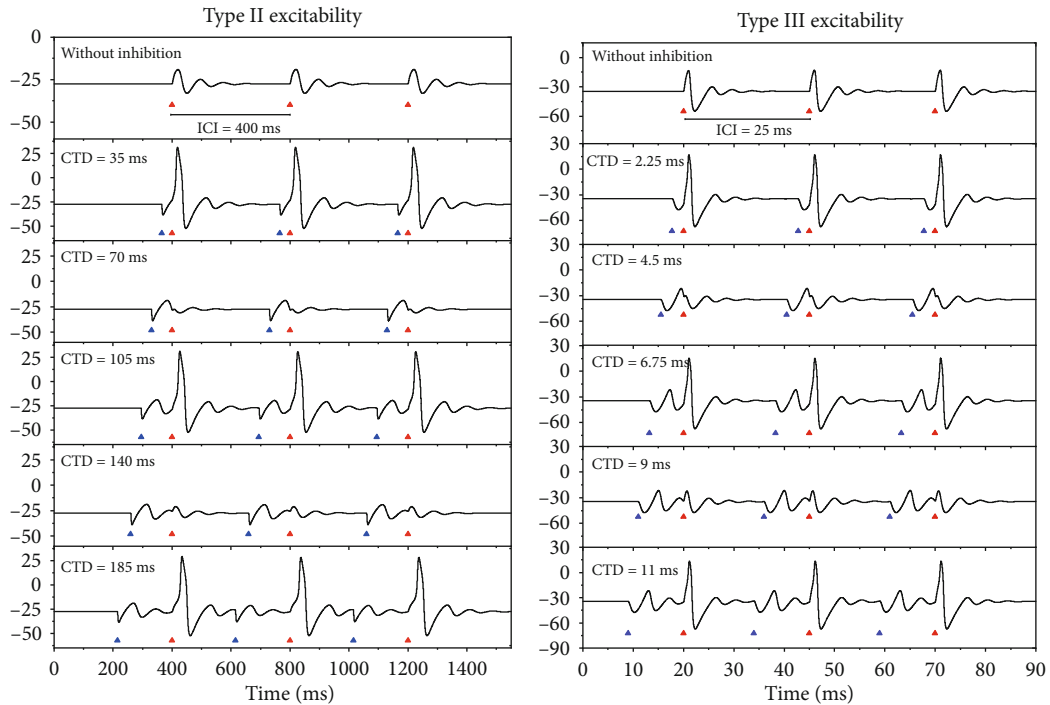 Type II excitability
0
−25
−50
Without inhibition
ICI = 400 ms
25
0
−25
−50
CTD = 35 ms
25
0
−25
−50
CTD = 70 ms
25
0
−25
−50
CTD = 105 ms
25
0
−25
−50
CTD = 140 ms
25
0
−25
−50
CTD = 185 ms
0 200 400 600 800 1000 1200 1400
Time (ms)
Type III excitability
30
0
−30
−60
Without inhibition
ICI = 25 ms
30
0
−30
−60
CTD = 2.25 ms
30
0
−30
−60
CTD = 4.5 ms
30
0
−30
−60
CTD = 6.75 ms
30
0
−30
−60
CTD = 9 ms
30
0
−30
−60
−90
CTD = 11 ms
0 10 20 30 40 50 60 70 80 90
Time (ms)